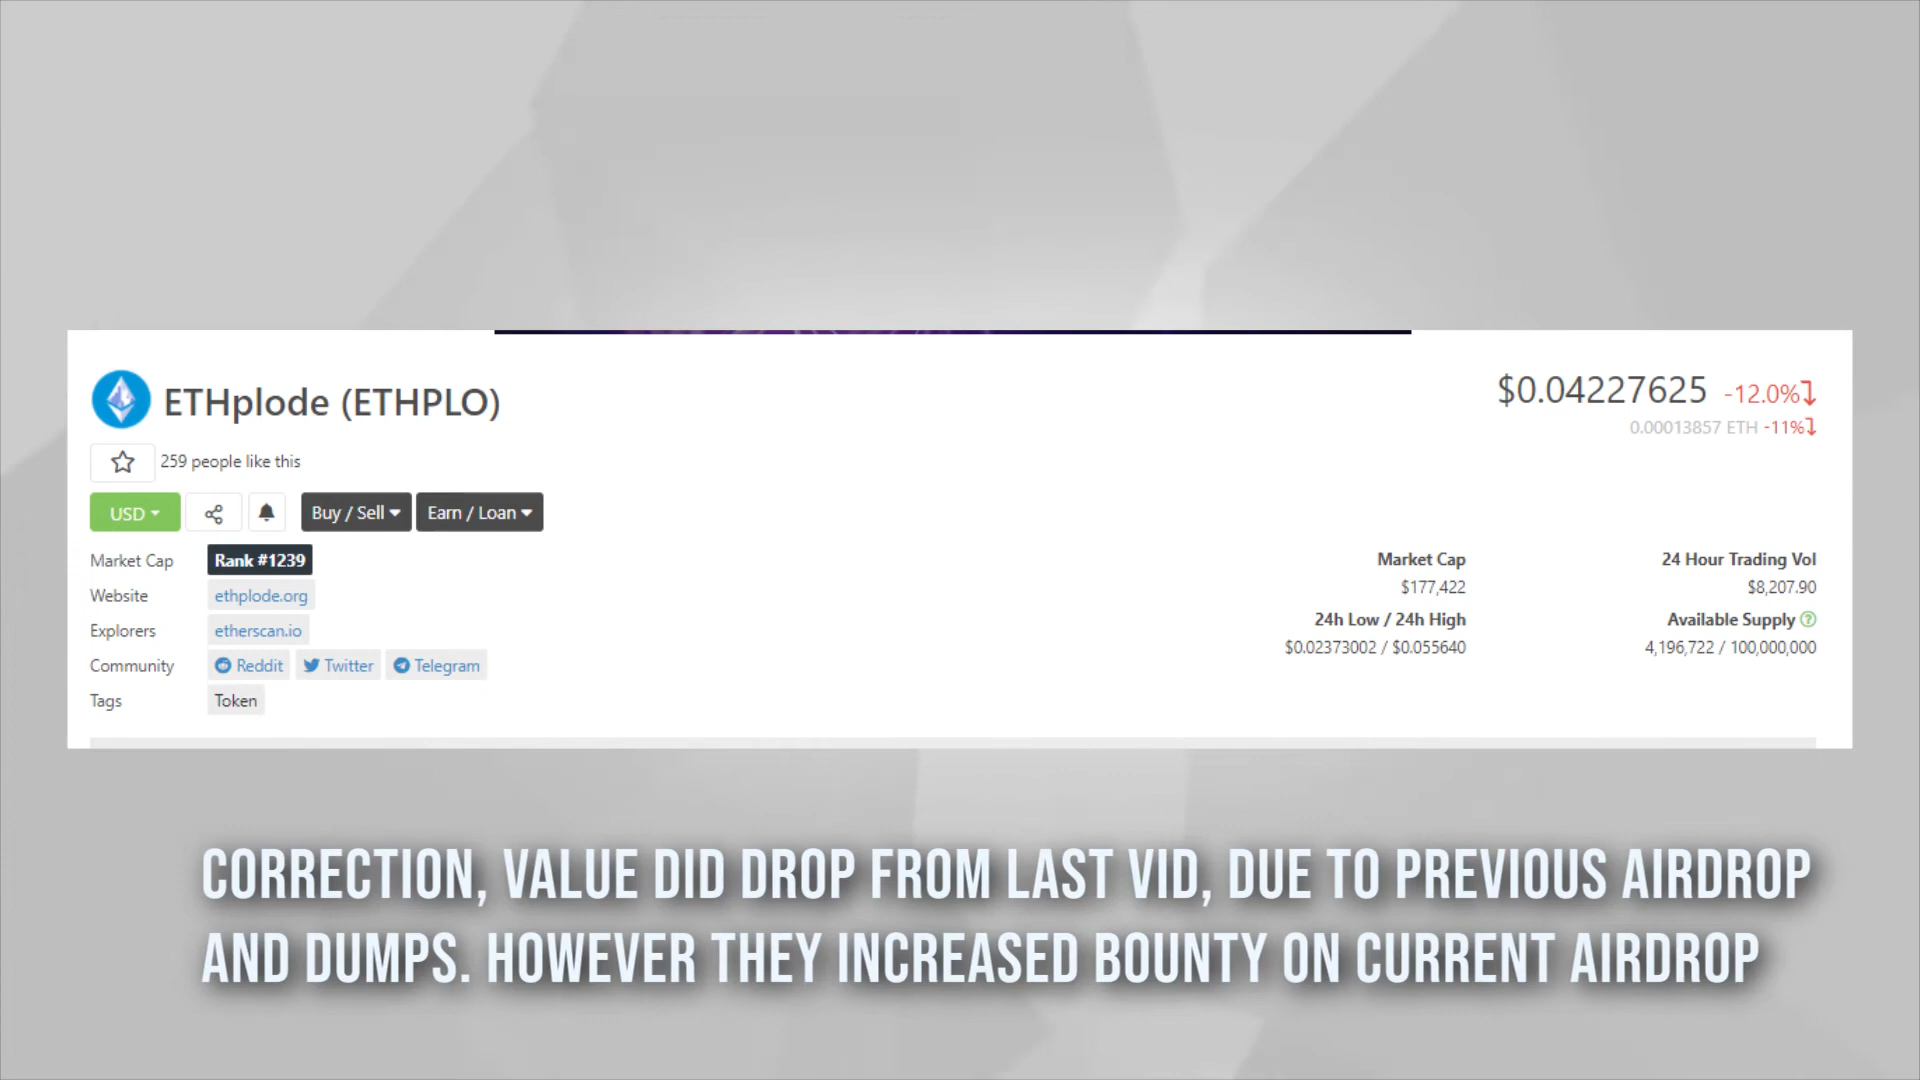 ETHplode (ETHPLO)
$0.04227625 -12.0%
0.00013857 ETH -11%
259 people like this
USD
Buy / Sell
Earn / Loan
Market Cap Rank #1239
Website ethplode.org
Explorers etherscan.io
Community Reddit Twitter Telegram
Tags Token
Market Cap
$177,422
24 Hour Trading Vol
$8,207.90
24h Low / 24h High
$0.02373002 / $0.055640
Available Supply ?
4,196,722 / 100,000,000
CORRECTION, VALUE DID DROP FROM LAST VID, DUE TO PREVIOUS AIRDROP
AND DUMPS. HOWEVER THEY INCREASED BOUNTY ON CURRENT AIRDROP